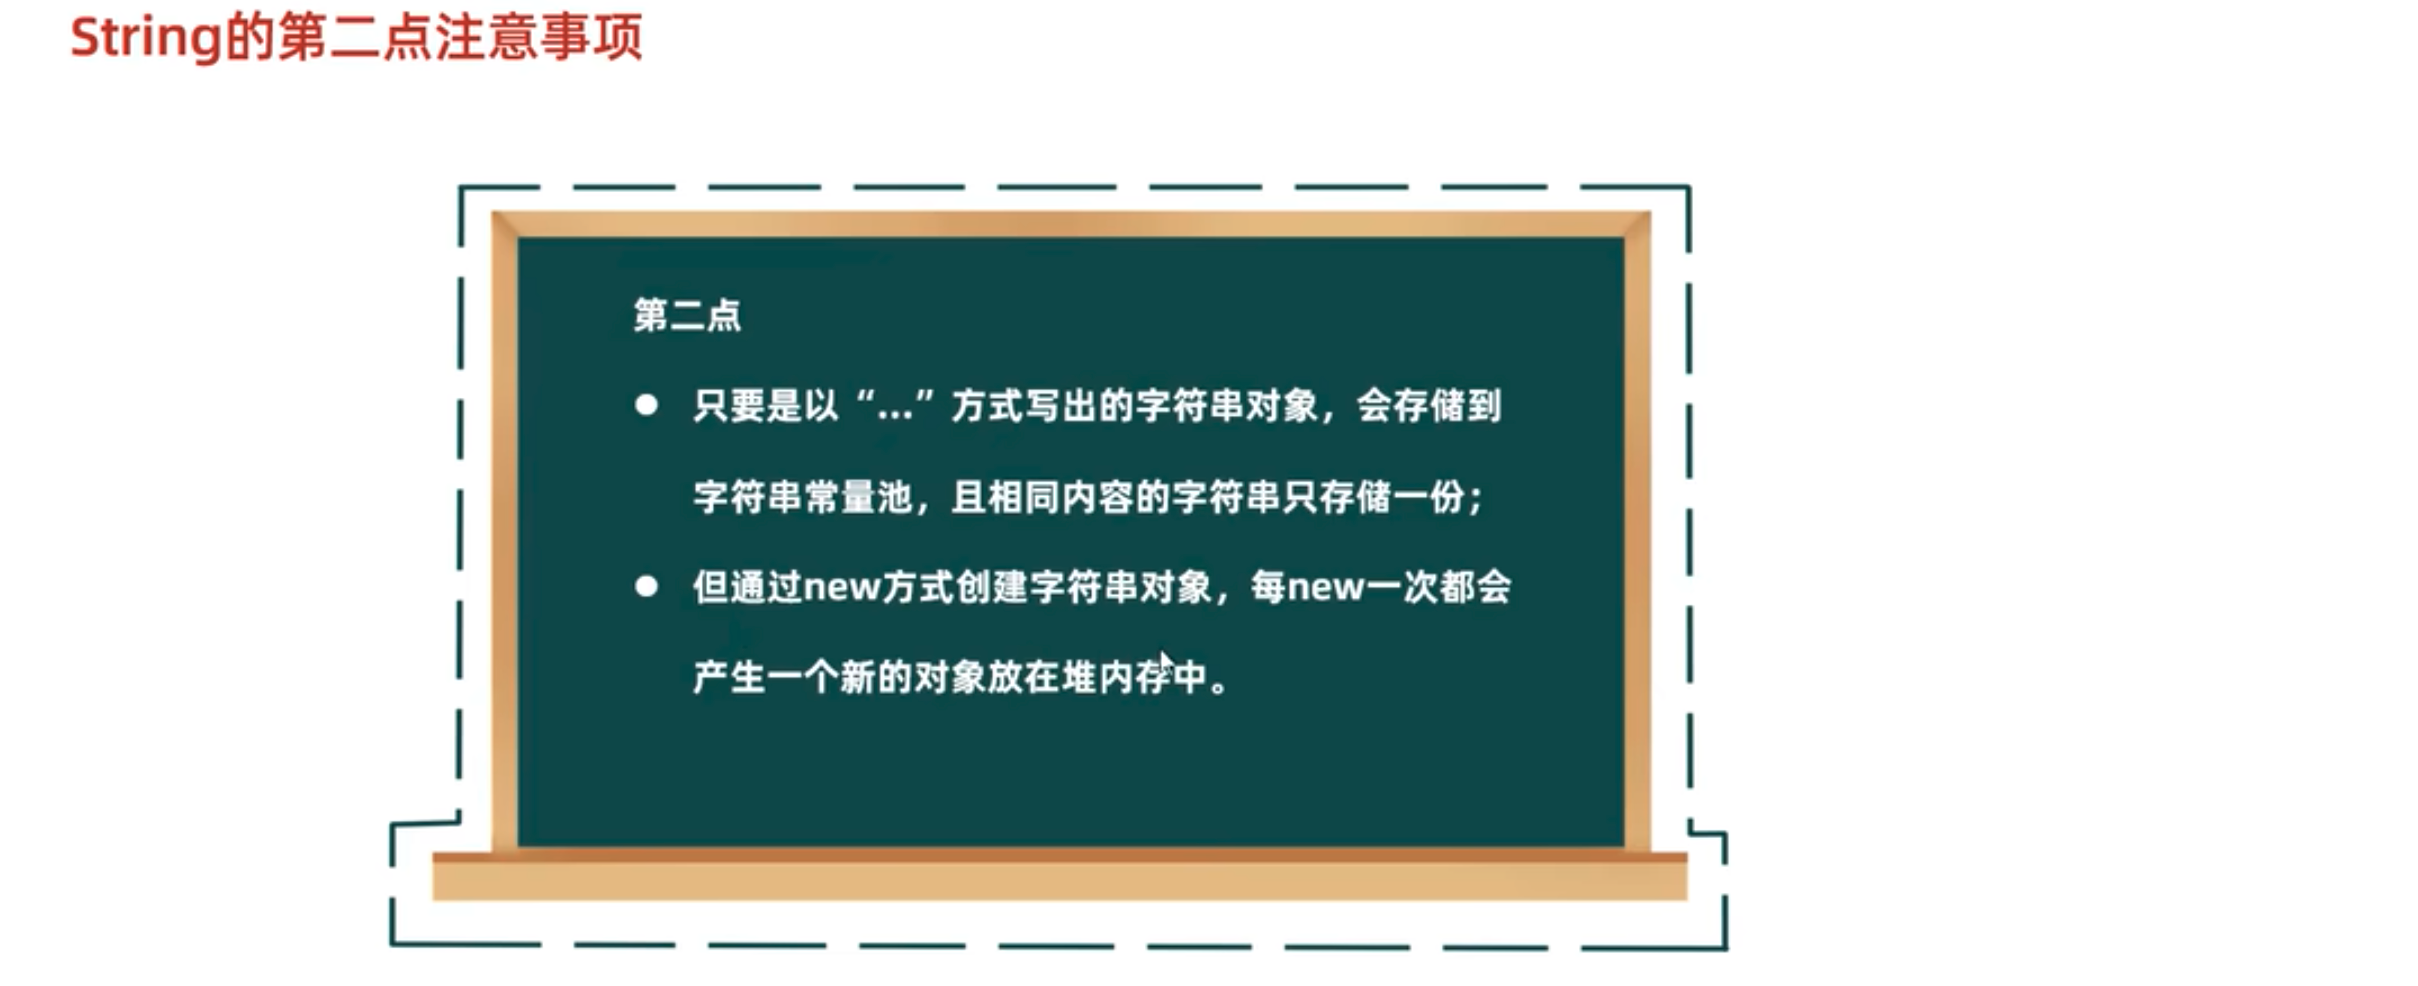 String的第二点注意事项
第二点
● 只要是以“...”方式写出的字符串对象，会存储到
字符串常量池，且相同内容的字符串只存储一份；
● 但通过new方式创建字符串对象，每new一次都会
产生一个新的对象放在堆内存中。